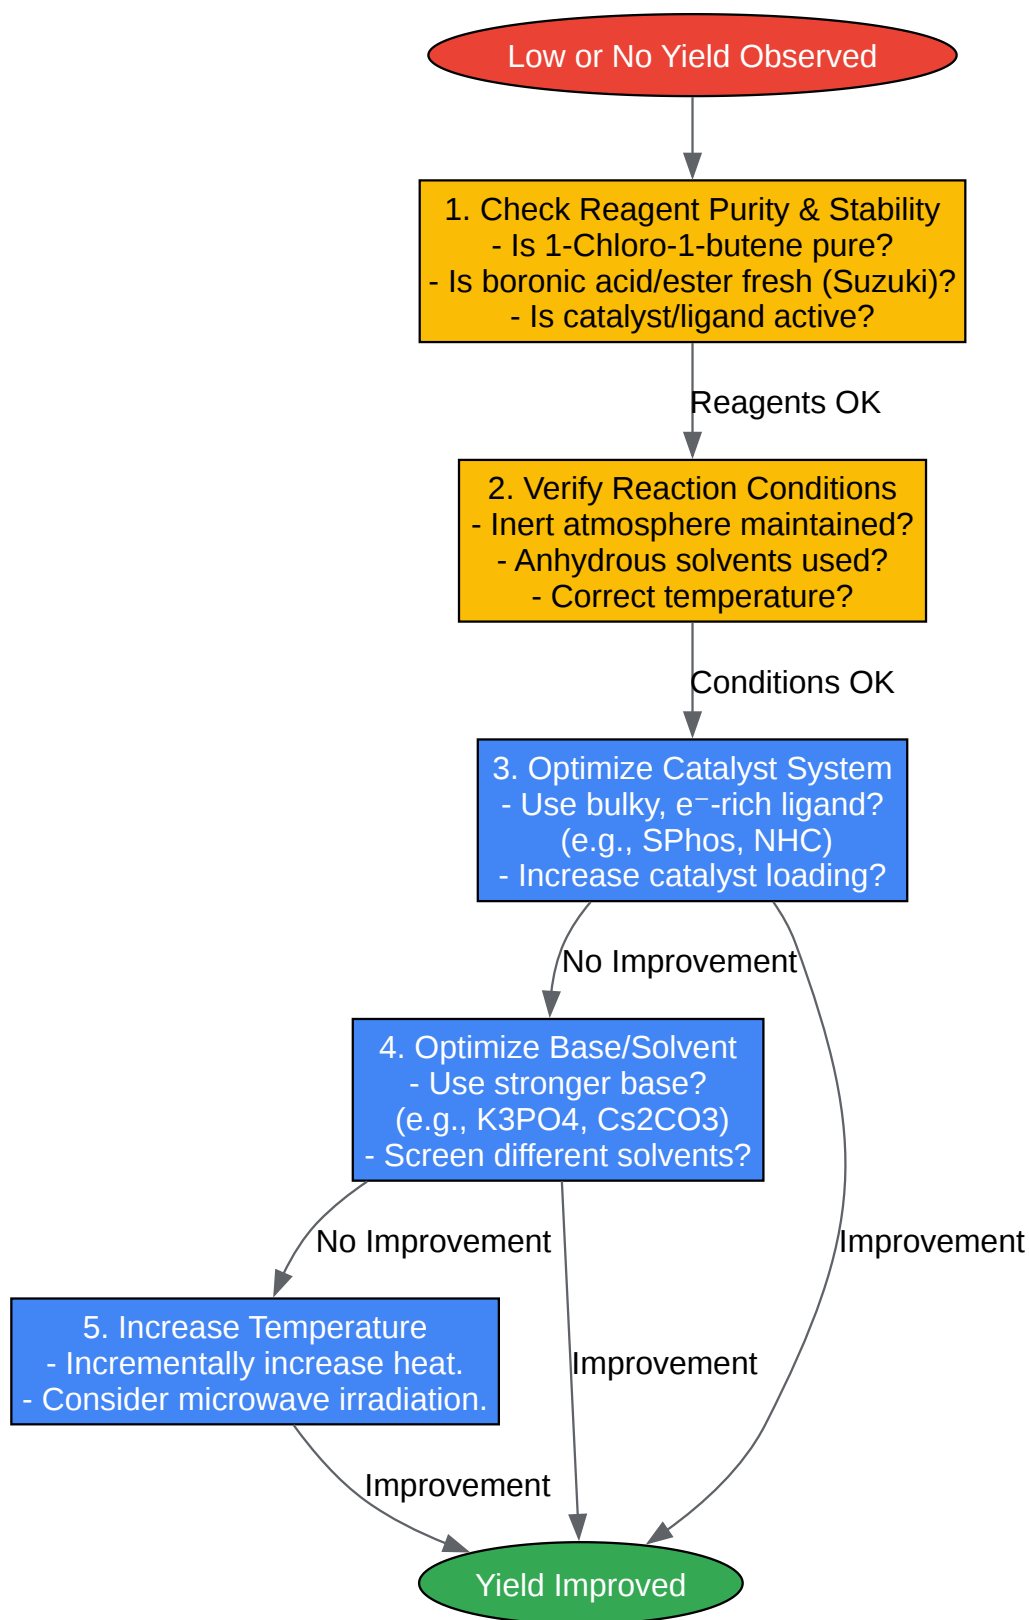 Low or No Yield Observed
1. Check Reagent Purity & Stability
- Is 1-Chloro-1-butene pure?
- Is boronic acid/ester fresh (Suzuki)?
- Is catalyst/ligand active?
Reagents OK
2. Verify Reaction Conditions
- Inert atmosphere maintained?
- Anhydrous solvents used?
- Correct temperature?
Conditions OK
3. Optimize Catalyst System
- Use bulky, e⁻-rich ligand?
(e.g., SPhos, NHC)
- Increase catalyst loading?
No Improvement
4. Optimize Base/Solvent
- Use stronger base?
(e.g., K3PO4, Cs2CO3)
- Screen different solvents?
No Improvement
Improvement
5. Increase Temperature
- Incrementally increase heat.
- Consider microwave irradiation.
Improvement
Improvement
Yield Improved